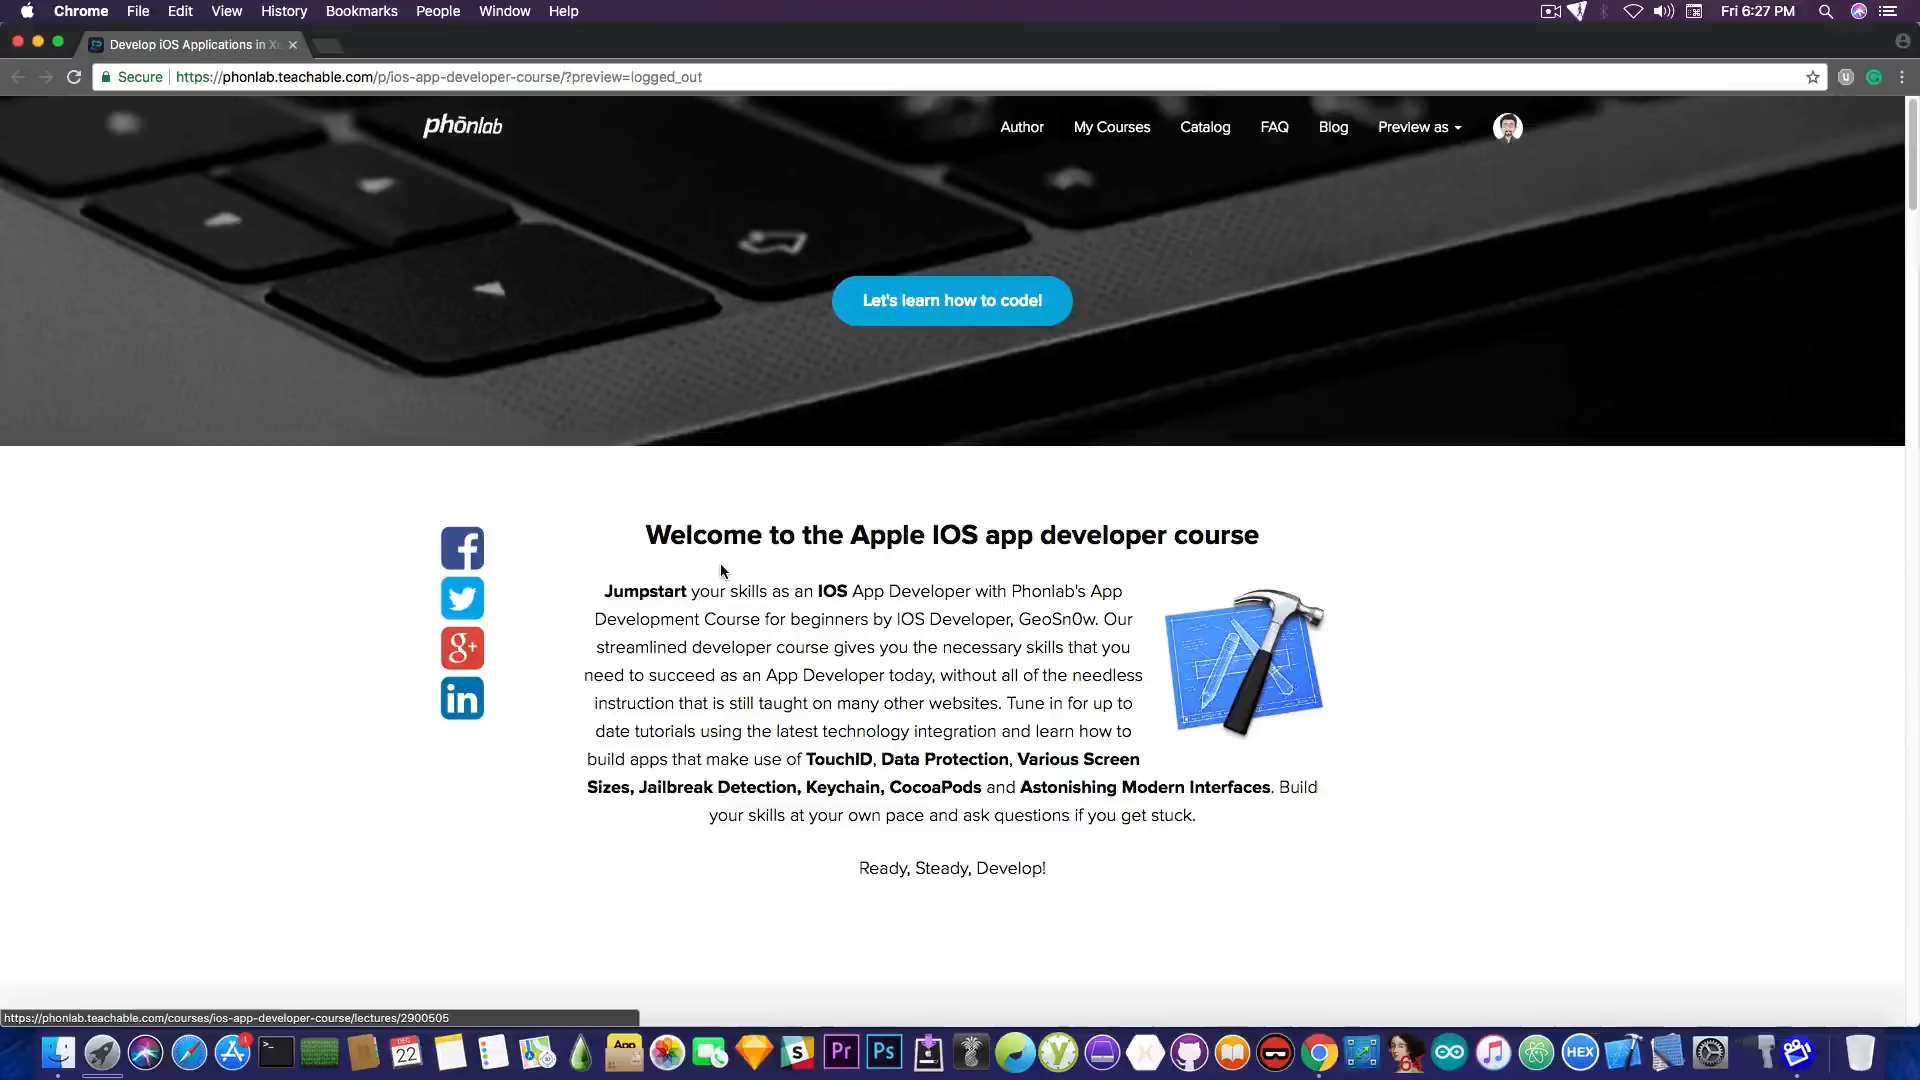 Chrome File Edit View History Bookmarks People Window Help Fri 6:27 PM
Develop iOS Applications in X
Secure https://phonlab.teachable.com/p/ios-app-developer-course/?preview=logged_out
phōnlab Author My Courses Catalog FAQ Blog Preview as
Let's learn how to code!
Welcome to the Apple IOS app developer course
Jumpstart your skills as an IOS App Developer with Phonlab's App
Development Course for beginners by IOS Developer, GeoSn0w. Our
streamlined developer course gives you the necessary skills that you
need to succeed as an App Developer today, without all of the needless
instruction that is still taught on many other websites. Tune in for up to
date tutorials using the latest technology integration and learn how to
build apps that make use of TouchID, Data Protection, Various Screen
Sizes, Jailbreak Detection, Keychain, CocoaPods and Astonishing Modern Interfaces. Build
your skills at your own pace and ask questions if you get stuck.
Ready, Steady, Develop!
https://phonlab.teachable.com/courses/ios-app-developer-course/lectures/2900505
1
DEC
22
App
Pr
Ps
64
HEX